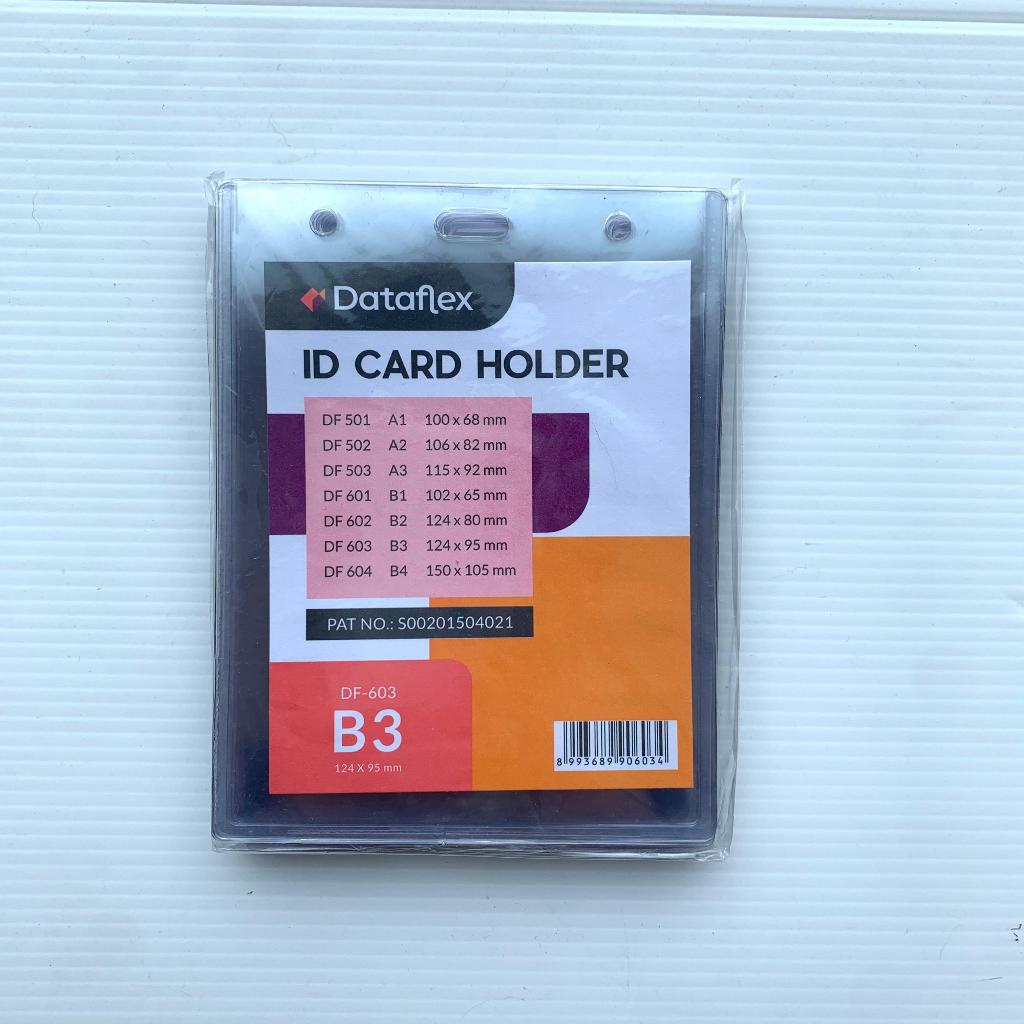 Dataflex
ID CARD HOLDER
DF 501 A1 100 x 68 mm
DF 502 A2 106 x 82 mm
DF 503 A3 115 x 92 mm
DF 601 B1 102 x 65 mm
DF 602 B2 124 x 80 mm
DF 603 B3 124 x 95 mm
DF 604 B4 150 x 105 mm
PAT NO.: S00201504021
DF-603
B3
124 X 95 mm
8 993689 906034